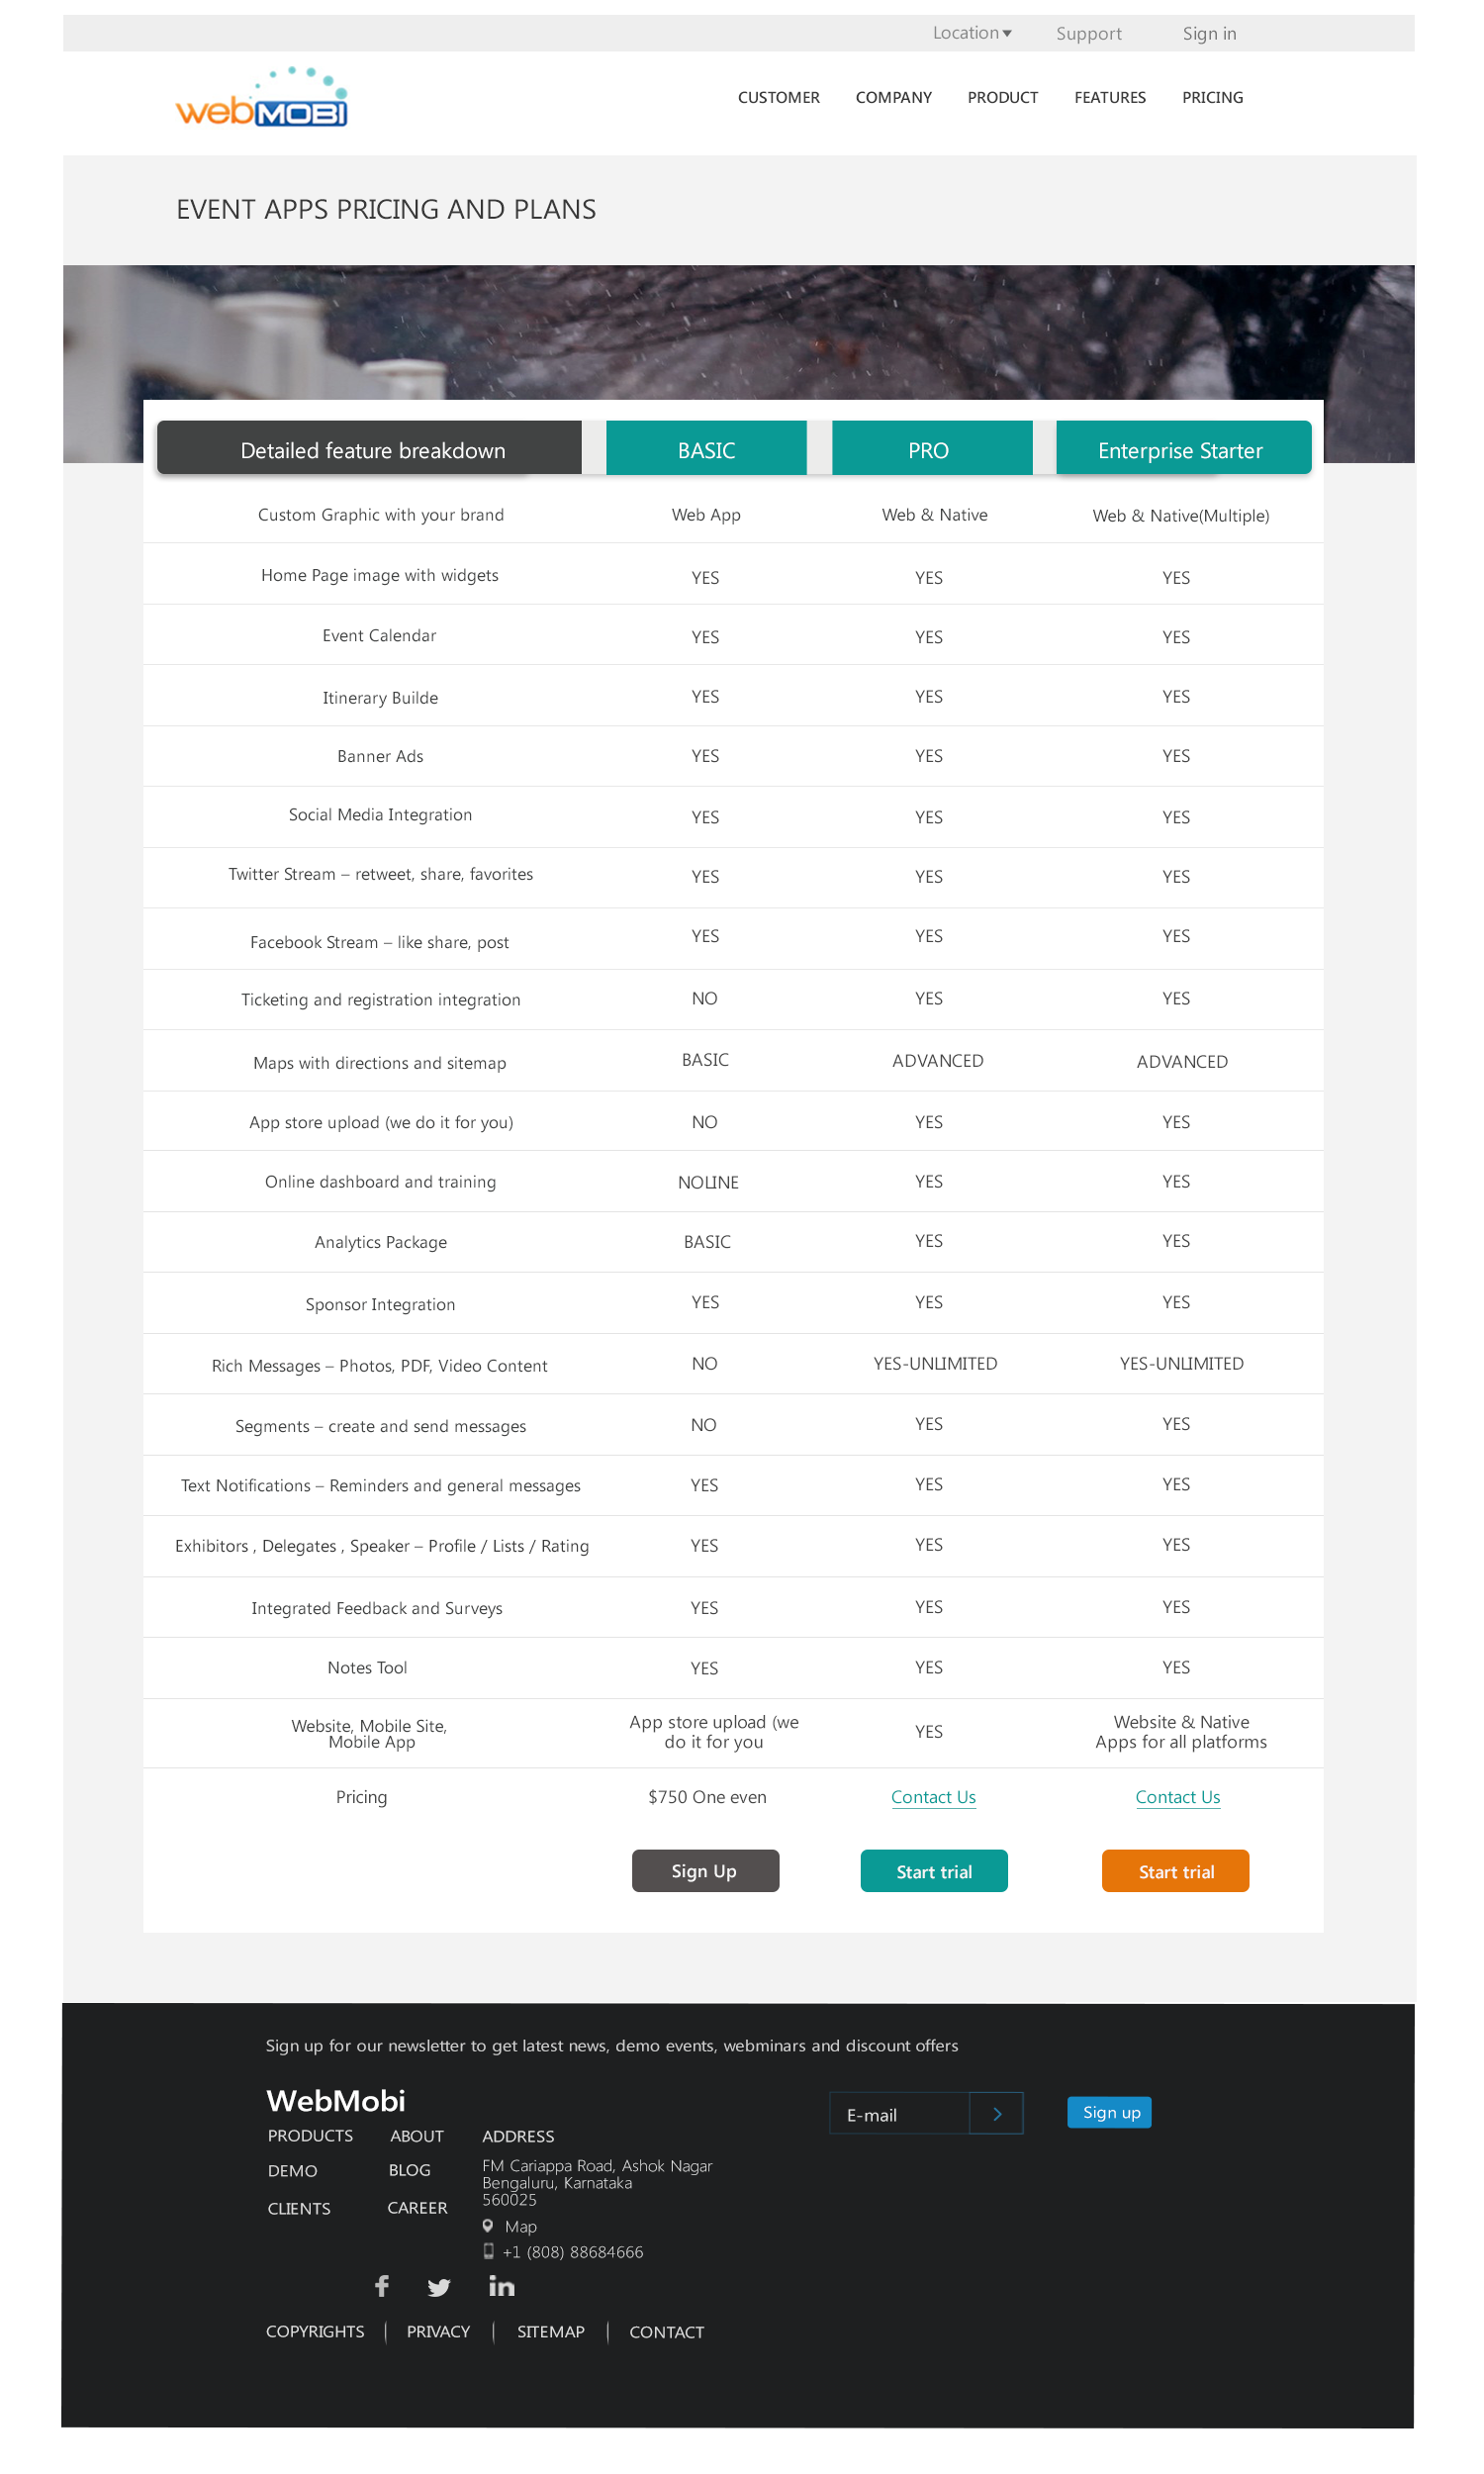 Location Support Sign in
webMOBI
CUSTOMER COMPANY PRODUCT FEATURES PRICING
EVENT APPS PRICING AND PLANS
Detailed feature breakdown BASIC PRO Enterprise Starter
Custom Graphic with your brand Web App Web & Native Web & Native(Multiple)
Home Page image with widgets YES YES YES
Event Calendar YES YES YES
Itinerary Builde YES YES YES
Banner Ads YES YES YES
Social Media Integration YES YES YES
Twitter Stream – retweet, share, favorites YES YES YES
Facebook Stream – like share, post YES YES YES
Ticketing and registration integration NO YES YES
Maps with directions and sitemap BASIC ADVANCED ADVANCED
App store upload (we do it for you) NO YES YES
Online dashboard and training NOLINE YES YES
Analytics Package BASIC YES YES
Sponsor Integration YES YES YES
Rich Messages – Photos, PDF, Video Content NO YES-UNLIMITED YES-UNLIMITED
Segments – create and send messages NO YES YES
Text Notifications – Reminders and general messages YES YES YES
Exhibitors , Delegates , Speaker – Profile / Lists / Rating YES YES YES
Integrated Feedback and Surveys YES YES YES
Notes Tool YES YES YES
Website, Mobile Site,
Mobile App
App store upload (we
do it for you
YES
Website & Native
Apps for all platforms
Pricing $750 One even Contact Us Contact Us
Sign Up Start trial Start trial
Sign up for our newsletter to get latest news, demo events, webminars and discount offers
WebMobi
E-mail Sign up
PRODUCTS ABOUT ADDRESS
DEMO BLOG
CLIENTS CAREER
FM Cariappa Road, Ashok Nagar
Bengaluru, Karnataka
560025
Map
+1 (808) 88684666
COPYRIGHTS PRIVACY SITEMAP CONTACT